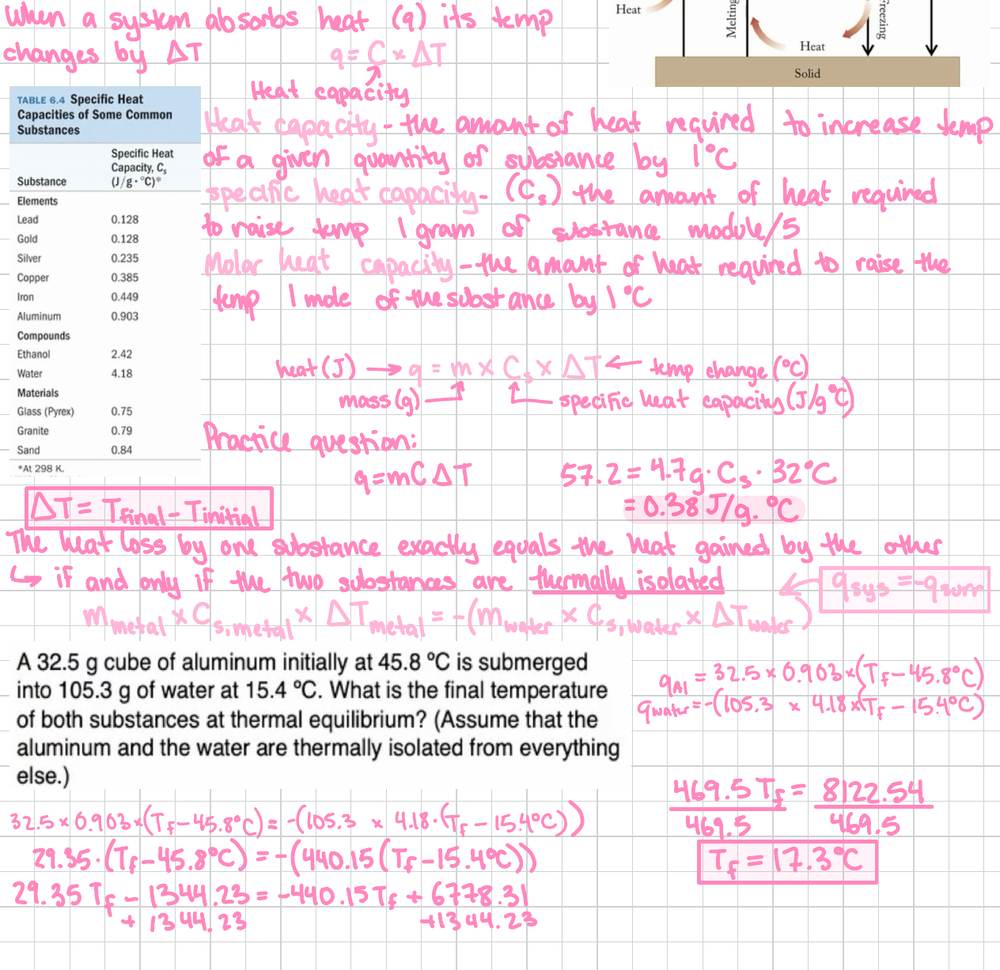 When a system absorbs heat (q) its temp
changes by ΔT
q = C × ΔT
Heat capacity
Heat
Melting
Freezing
Heat
Solid
TABLE 6.4 Specific Heat
Capacities of Some Common
Substances
Substance
Specific Heat
Capacity, Cₛ
(J/g · °C)*
Elements
Lead 0.128
Gold 0.128
Silver 0.235
Copper 0.385
Iron 0.449
Aluminum 0.903
Compounds
Ethanol 2.42
Water 4.18
Materials
Glass (Pyrex) 0.75
Granite 0.79
Sand 0.84
*At 298 K.
Heat capacity - the amount of heat required to increase temp
of a given quantity of substance by 1°C
specific heat capacity - (Cₛ) the amount of heat required
to raise temp 1 gram of substance module/5
Molar heat capacity - the amount of heat required to raise the
temp 1 mole of the substance by 1°C
heat (J) → q = m × Cₛ × ΔT ← temp change (°C)
mass (g) specific heat capacity (J/g°C)
Practice question:
q = mCΔT 57.2 = 4.7g · Cₛ · 32°C
= 0.38 J/g. °C
ΔT = Tfinal - Tinitial
The heat loss by one substance exactly equals the heat gained by the other
↳ if and only if the two substances are thermally isolated
qsys = -qsurr
mmetal × Cs,metal × ΔTmetal = -(mwater × Cs,water × ΔTwater)
A 32.5 g cube of aluminum initially at 45.8 ºC is submerged
into 105.3 g of water at 15.4 ºC. What is the final temperature
of both substances at thermal equilibrium? (Assume that the
aluminum and the water are thermally isolated from everything
else.)
qAl = 32.5 × 0.903 × (Tf - 45.8°C)
qwater = -(105.3 × 4.18 × (Tf - 15.4°C)
32.5 × 0.903 × (Tf - 45.8°C) = -(105.3 × 4.18 · (Tf - 15.4°C))
29.35 · (Tf - 45.8°C) = -(440.15 (Tf - 15.4°C))
29.35 Tf - 1344.23 = -440.15 Tf + 6778.31
+ 1344.23 +1344.23
469.5 Tf = 8122.54
469.5 469.5
Tf = 17.3°C